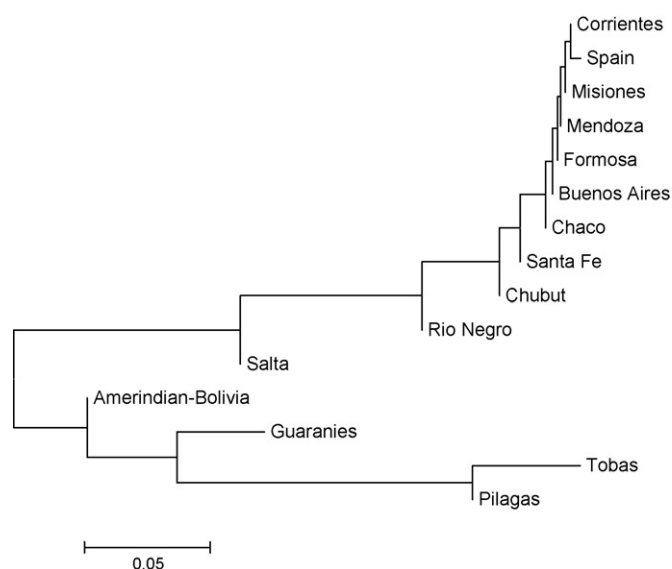 Corrientes
Spain
Misiones
Mendoza
Formosa
Buenos Aires
Chaco
Santa Fe
Chubut
Rio Negro
Salta
Amerindian-Bolivia
Guaranies
Tobas
Pilagas
0.05